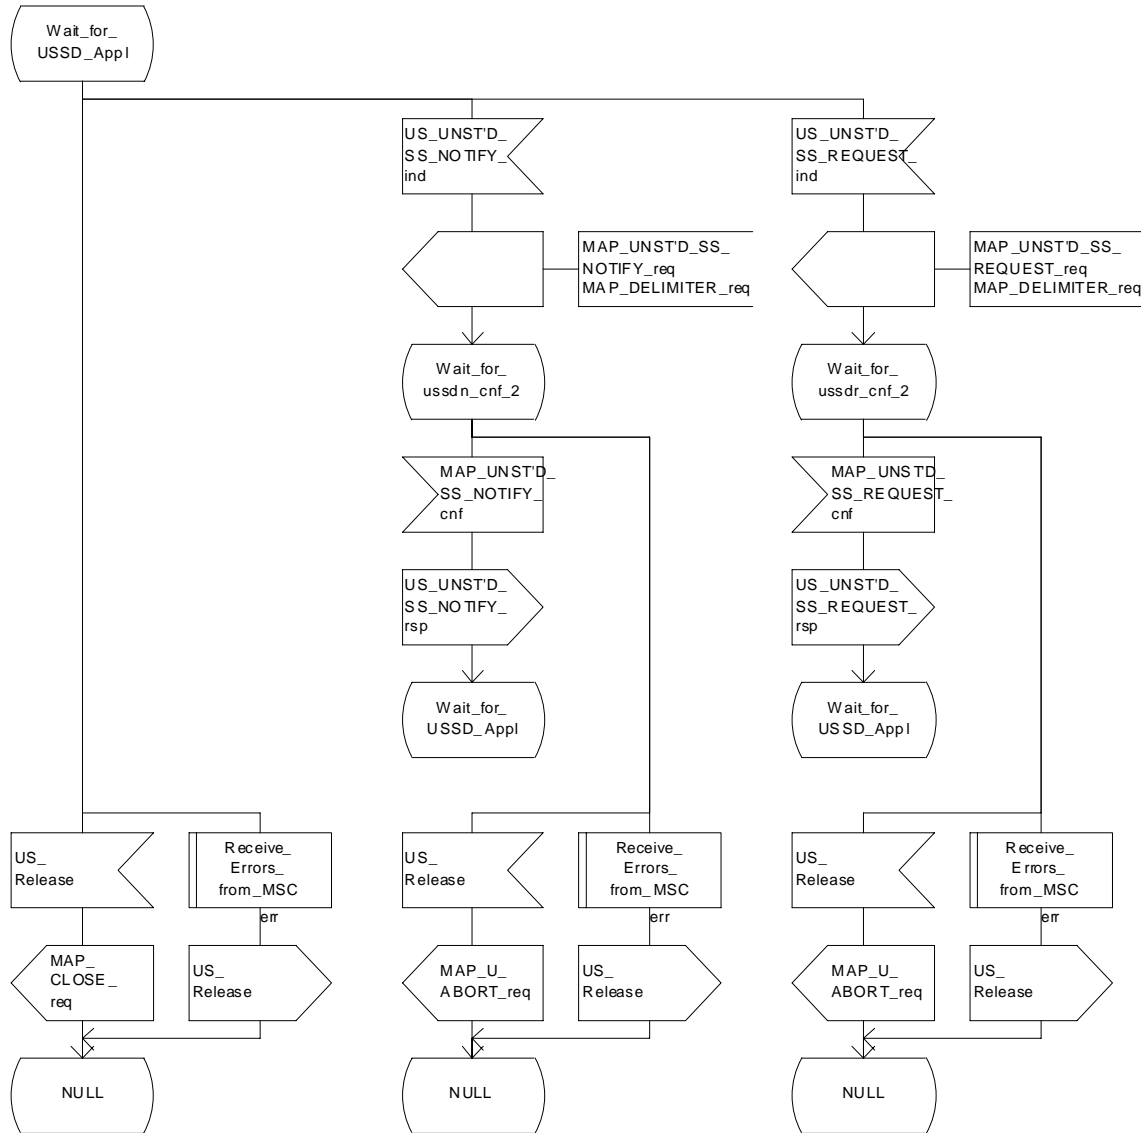 Wait_for_
USSD_Appl
US_UNST'D_
SS_NOTIFY_
ind
US_UNST'D_
SS_REQUEST_
ind
MAP_UNST'D_SS_
NOTIFY_req
MAP_DELIMITER_req
MAP_UNST'D_SS_
REQUEST_req
MAP_DELIMITER_req
Wait_for_
ussdn_cnf_2
Wait_for_
ussdr_cnf_2
MAP_UNST'D_
SS_NOTIFY_
cnf
MAP_UNST'D_
SS_REQUEST_
cnf
US_UNST'D_
SS_NOTIFY_
rsp
US_UNST'D_
SS_REQUEST_
rsp
Wait_for_
USSD_Appl
Wait_for_
USSD_Appl
US_
Release
Receive_
Errors_
from_MSC
err
US_
Release
Receive_
Errors_
from_MSC
err
US_
Release
Receive_
Errors_
from_MSC
err
MAP_
CLOSE_
req
US_
Release
MAP_U_
ABORT_req
US_
Release
MAP_U_
ABORT_req
US_
Release
NULL
NULL
NULL